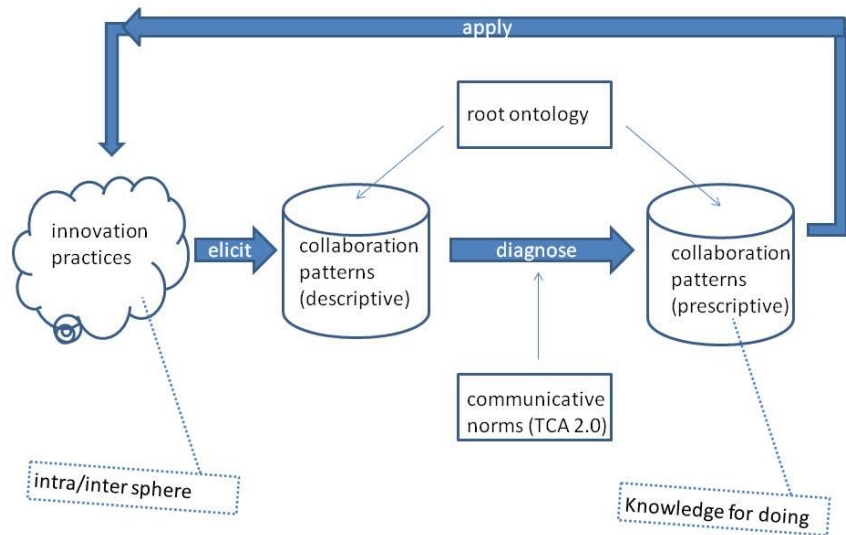 apply
root ontology
innovation
practices
elicit
collaboration
patterns
(descriptive)
diagnose
collaboration
patterns
(prescriptive)
communicative
norms (TCA 2.0)
intra/inter sphere
Knowledge for doing